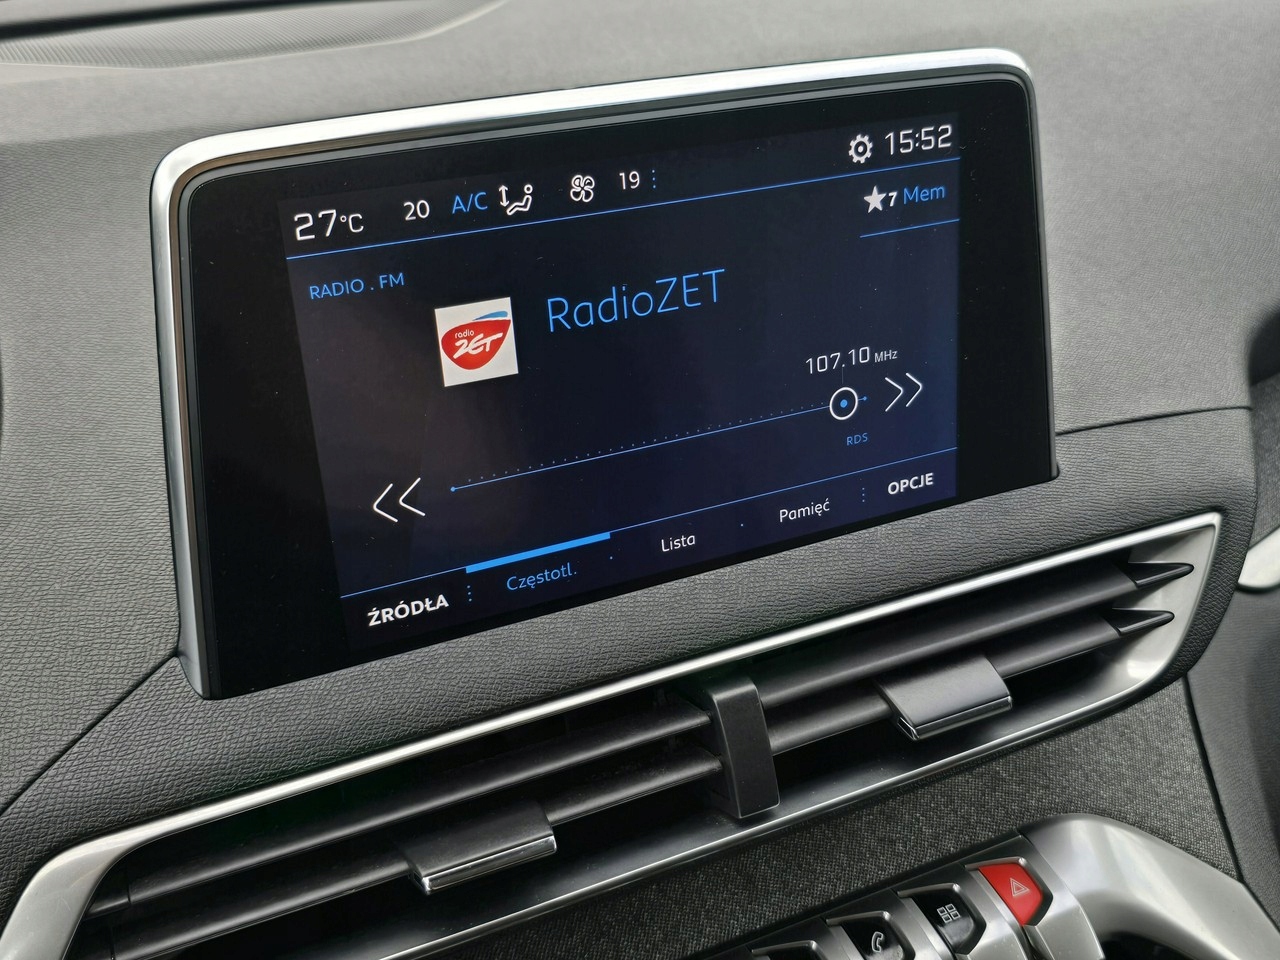 27°C 20 A/C 19 15:52
7 Mem
RADIO . FM
radio
ZET
RadioZET
107.10 MHz
RDS
ŹRÓDŁA Częstotl. Lista Pamięć OPCJE